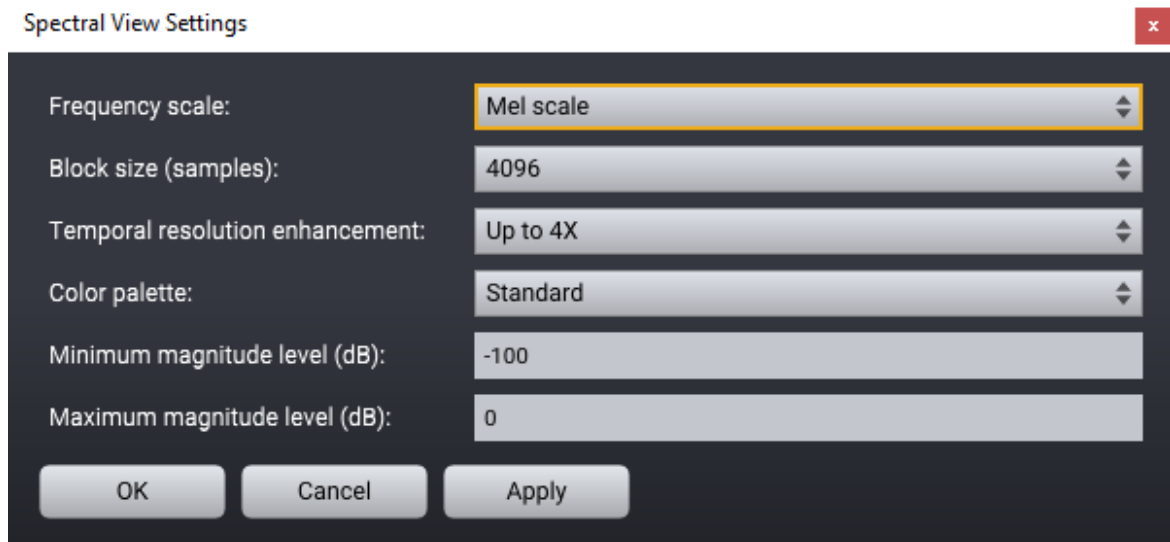 Spectral View Settings
x
Frequency scale: Mel scale
Block size (samples): 4096
Temporal resolution enhancement: Up to 4X
Color palette: Standard
Minimum magnitude level (dB): -100
Maximum magnitude level (dB): 0
OK Cancel Apply